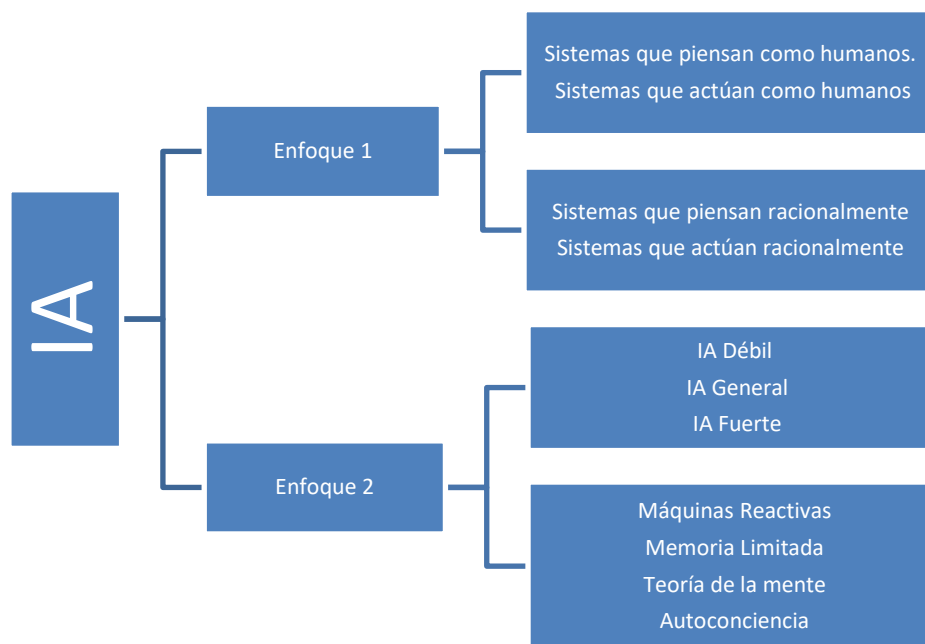 IA
Enfoque 1
Sistemas que piensan como humanos.
Sistemas que actúan como humanos
Sistemas que piensan racionalmente
Sistemas que actúan racionalmente
Enfoque 2
IA Débil
IA General
IA Fuerte
Máquinas Reactivas
Memoria Limitada
Teoría de la mente
Autoconciencia